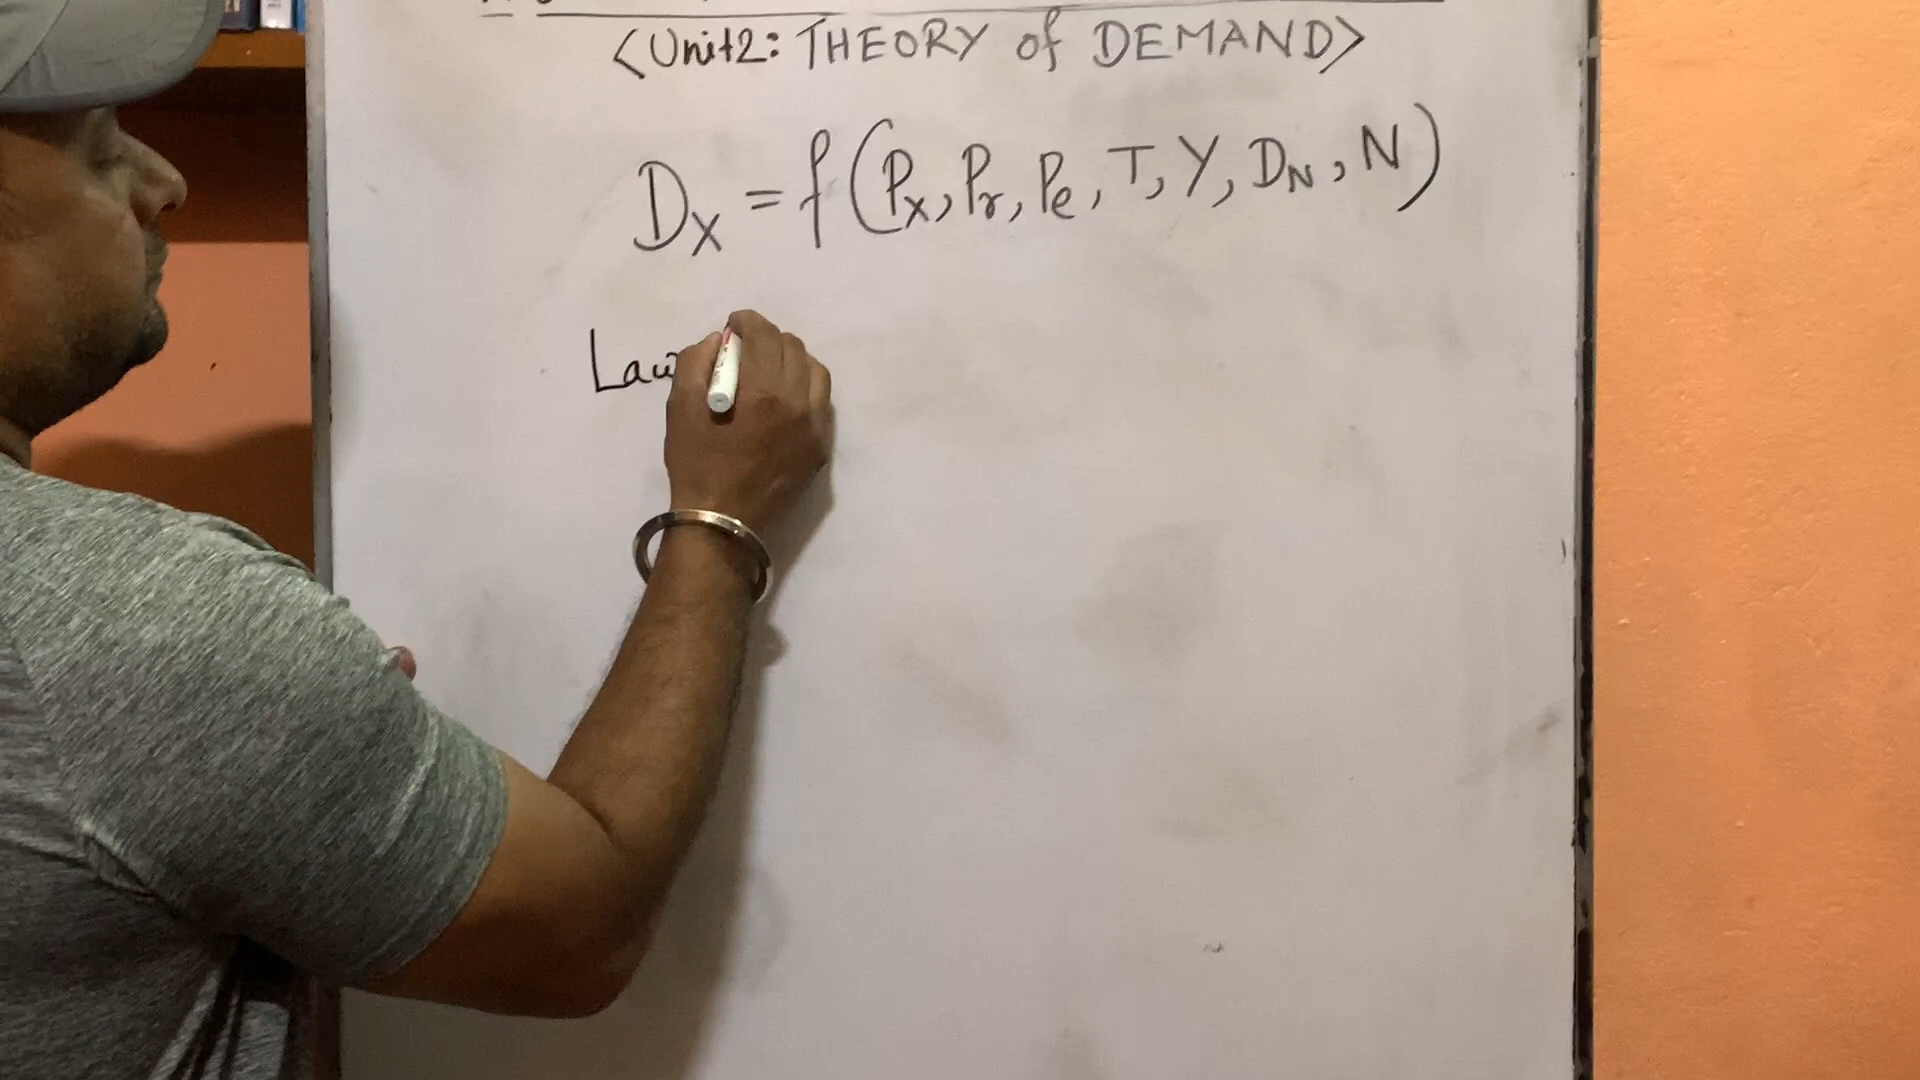 <Unit2: THEORY of DEMAND>
Dx = f(Px, Pr, Pe, T, Y, DN, N)
Law